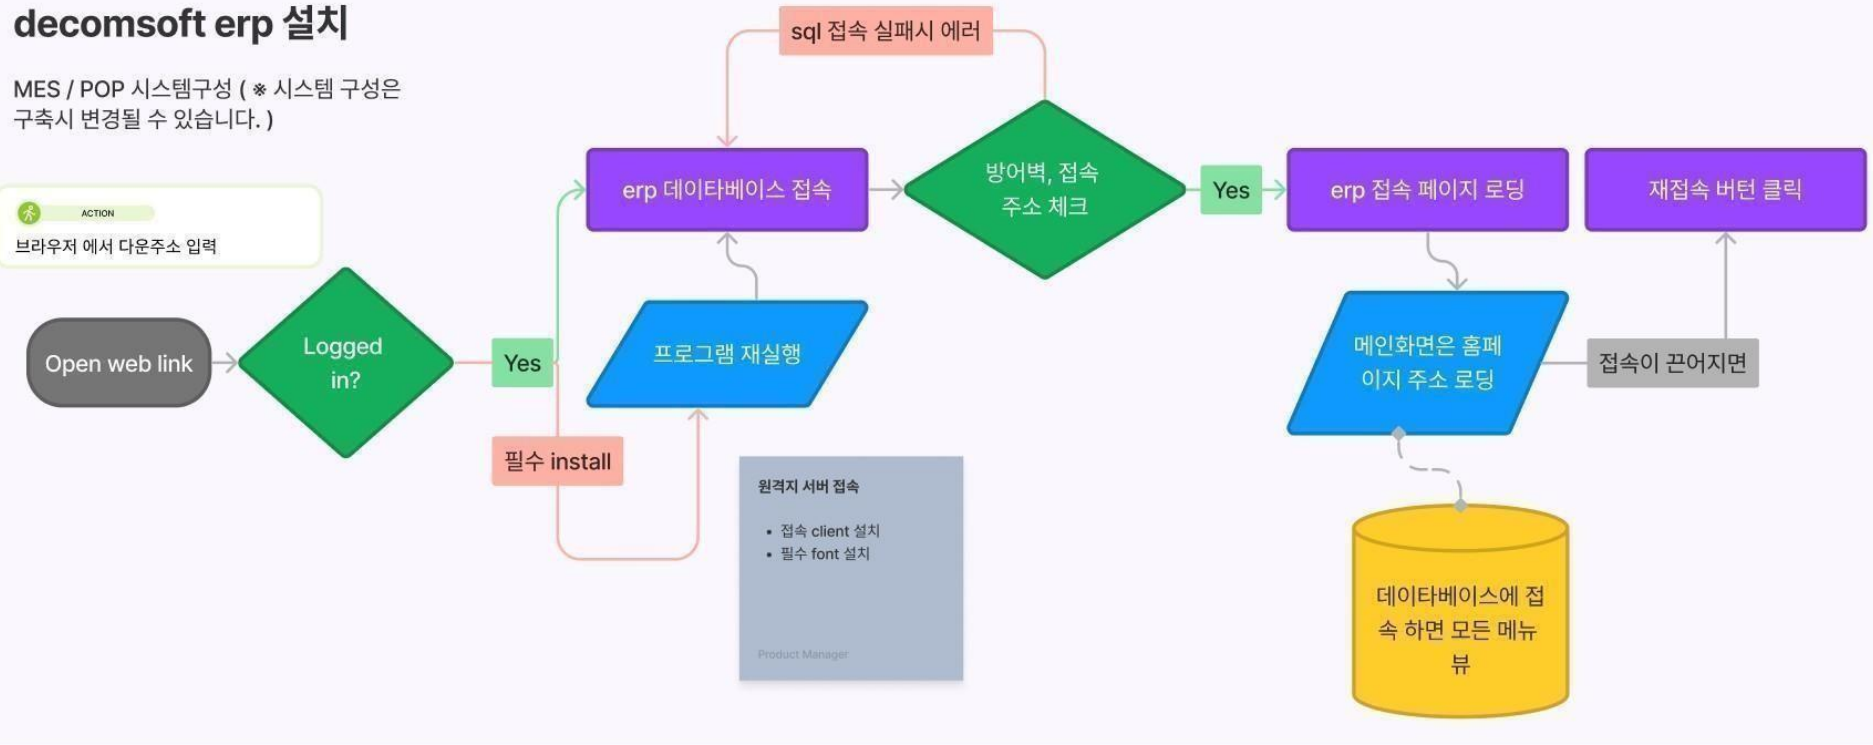 decomsoft erp 설치
MES / POP 시스템구성 ( ※ 시스템 구성은
구축시 변경될 수 있습니다. )
ACTION
브라우저 에서 다운주소 입력
Open web link
Logged
in?
Yes
필수 install
sql 접속 실패시 에러
erp 데이타베이스 접속
프로그램 재실행
원격지 서버 접속
• 접속 client 설치
• 필수 font 설치
Product Manager
방어벽, 접속
주소 체크
Yes
erp 접속 페이지 로딩
메인화면은 홈페
이지 주소 로딩
접속이 끈어지면
재접속 버턴 클릭
데이타베이스에 접
속 하면 모든 메뉴
뷰